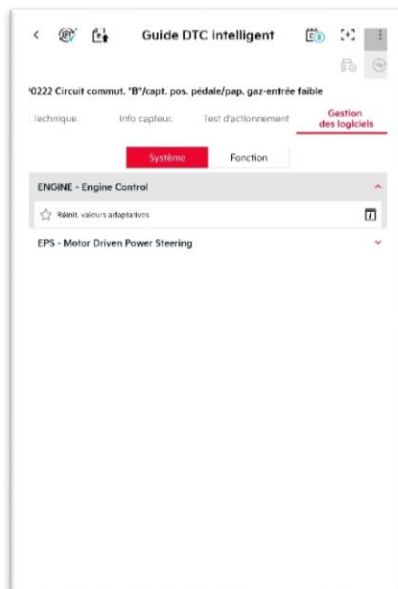 Guide DTC intelligent
'0222 Circuit commut. "B"/capt. pos. pédale/pap. gaz-entrée faible
Technique. Info capteur. Test d'actionnement Gestion des logiciels
Système Fonction
ENGINE - Engine Control
Réinit. valeurs adaptatives
EPS - Motor Driven Power Steering